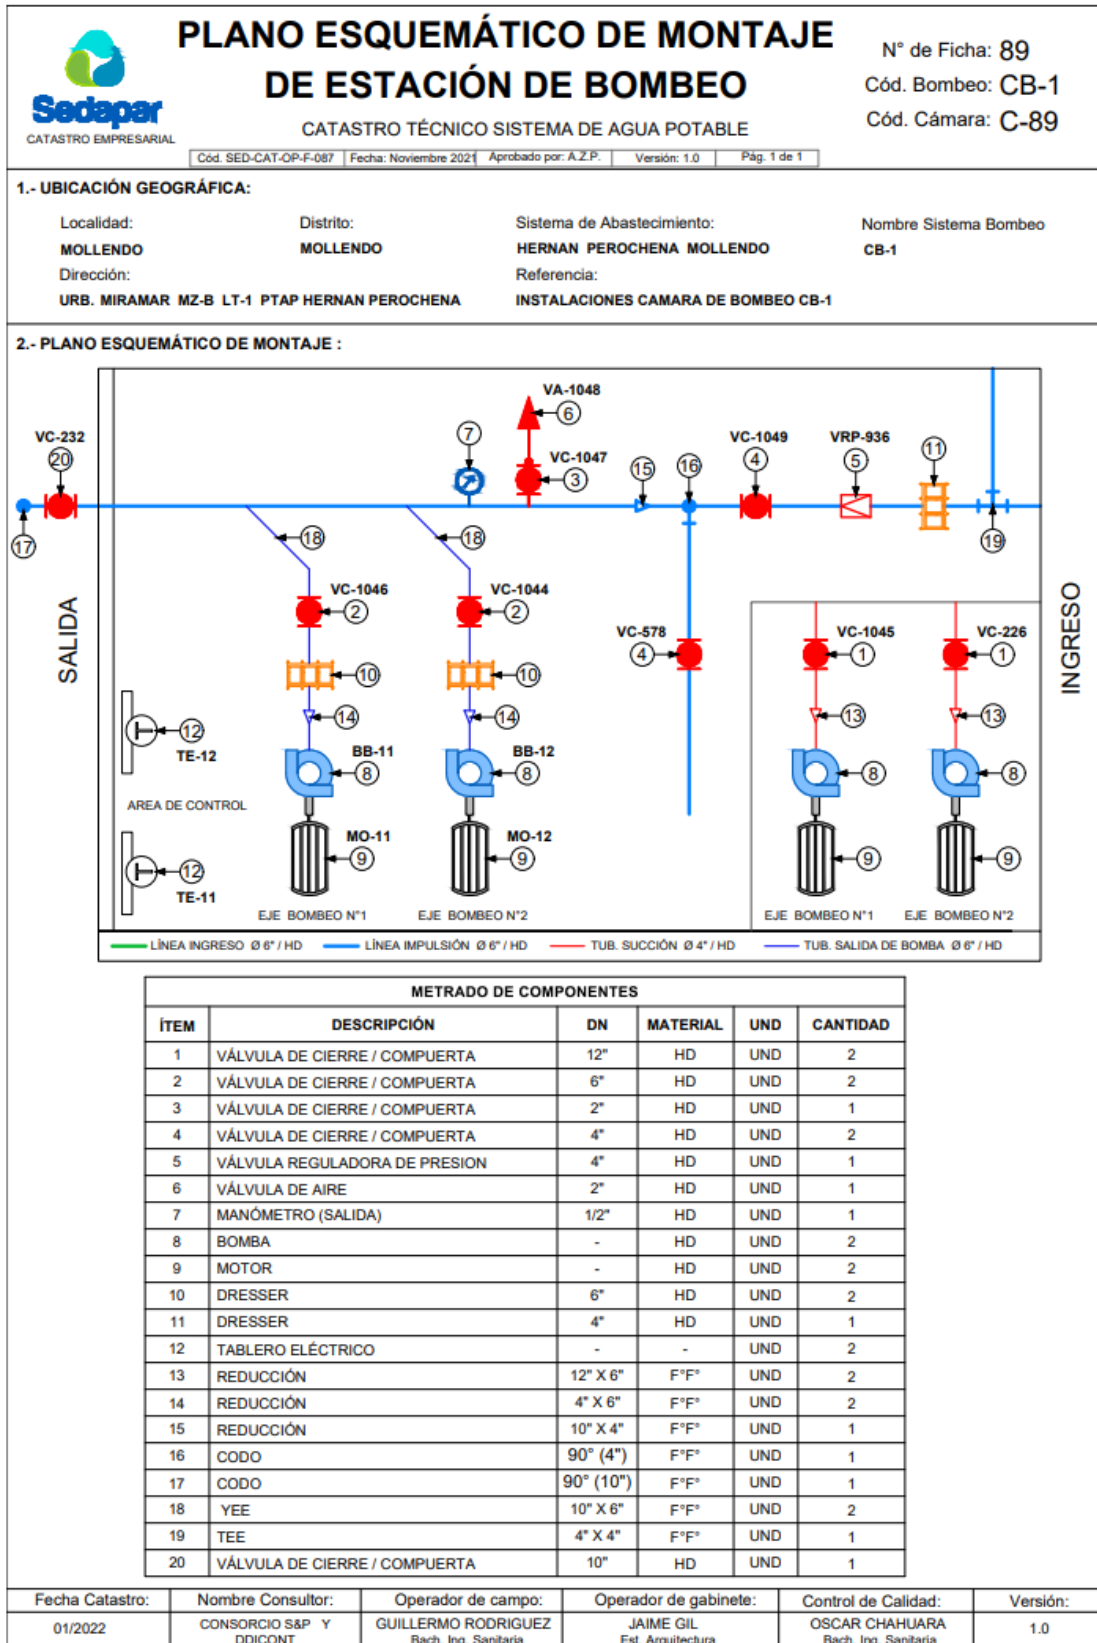 PLANO ESQUEMÁTICO DE MONTAJE
DE ESTACIÓN DE BOMBEO
Sedapar
CATASTRO EMPRESARIAL
CATASTRO TÉCNICO SISTEMA DE AGUA POTABLE
N° de Ficha: 89
Cód. Bombeo: CB-1
Cód. Cámara: C-89
Cód. SED-CAT-OP-F-087 Fecha: Noviembre 2021 Aprobado por: A.Z.P. Versión: 1.0 Pág. 1 de 1
1.- UBICACIÓN GEOGRÁFICA:
Localidad: Distrito: Sistema de Abastecimiento: Nombre Sistema Bombeo
MOLLENDO MOLLENDO HERNAN PEROCHENA MOLLENDO CB-1
Dirección: Referencia:
URB. MIRAMAR MZ-B LT-1 PTAP HERNAN PEROCHENA INSTALACIONES CAMARA DE BOMBEO CB-1
2.- PLANO ESQUEMÁTICO DE MONTAJE :
VA-1048
6
VC-232
20
7
VC-1047
3
15
16
VC-1049
4
VRP-936
5
11
17
18
18
19
VC-1046
2
VC-1044
2
SALIDA
INGRESO
VC-578
4
VC-1045
1
VC-226
1
10
10
14
14
13
13
12
TE-12
BB-11
8
BB-12
8
8
8
AREA DE CONTROL
MO-11
9
MO-12
9
9
9
12
TE-11
EJE BOMBEO N°1 EJE BOMBEO N°2 EJE BOMBEO N°1 EJE BOMBEO N°2
LÍNEA INGRESO Ø 6" / HD LÍNEA IMPULSIÓN Ø 6" / HD TUB. SUCCIÓN Ø 4" / HD TUB. SALIDA DE BOMBA Ø 6" / HD
METRADO DE COMPONENTES
ÍTEM DESCRIPCIÓN DN MATERIAL UND CANTIDAD
1 VÁLVULA DE CIERRE / COMPUERTA 12" HD UND 2
2 VÁLVULA DE CIERRE / COMPUERTA 6" HD UND 2
3 VÁLVULA DE CIERRE / COMPUERTA 2" HD UND 1
4 VÁLVULA DE CIERRE / COMPUERTA 4" HD UND 2
5 VÁLVULA REGULADORA DE PRESION 4" HD UND 1
6 VÁLVULA DE AIRE 2" HD UND 1
7 MANÓMETRO (SALIDA) 1/2" HD UND 1
8 BOMBA - HD UND 2
9 MOTOR - HD UND 2
10 DRESSER 6" HD UND 2
11 DRESSER 4" HD UND 1
12 TABLERO ELÉCTRICO - - UND 2
13 REDUCCIÓN 12" X 6" F°F° UND 2
14 REDUCCIÓN 4" X 6" F°F° UND 2
15 REDUCCIÓN 10" X 4" F°F° UND 1
16 CODO 90° (4") F°F° UND 1
17 CODO 90° (10") F°F° UND 1
18 YEE 10" X 6" F°F° UND 2
19 TEE 4" X 4" F°F° UND 1
20 VÁLVULA DE CIERRE / COMPUERTA 10" HD UND 1
Fecha Catastro: Nombre Consultor: Operador de campo: Operador de gabinete: Control de Calidad: Versión:
01/2022 CONSORCIO S&P Y GUILLERMO RODRIGUEZ JAIME GIL OSCAR CHAHUARA 1.0
DDICONT Bach. Ing. Sanitaria Est. Arquitectura Bach. Ing. Sanitaria